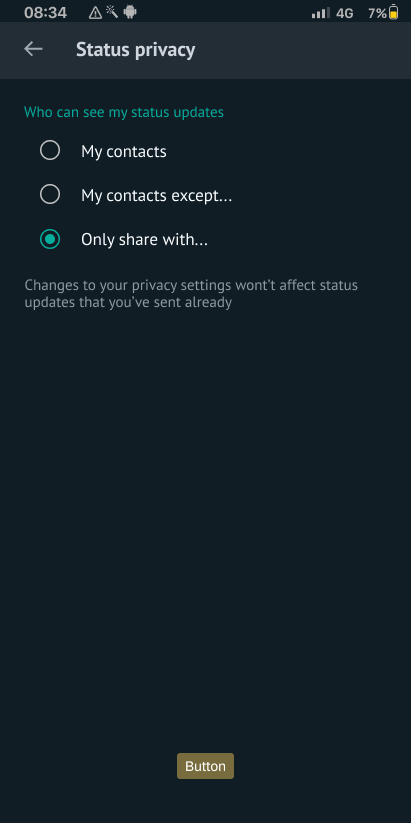 08:34 4G 7%
Status privacy
Who can see my status updates
My contacts
My contacts except...
Only share with...
Changes to your privacy settings won't affect status
updates that you've sent already
Button